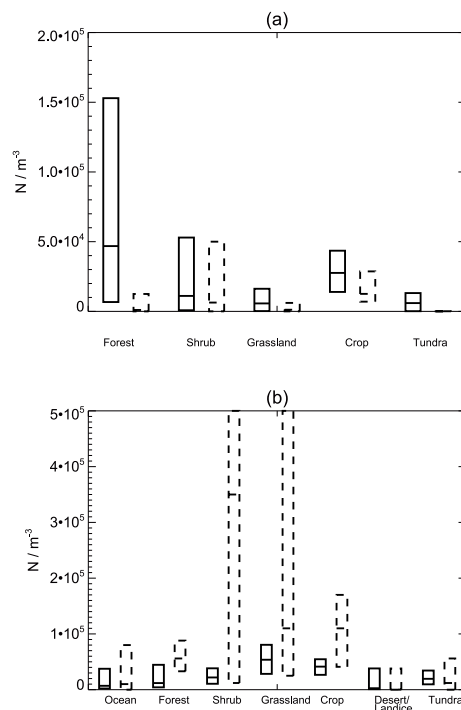 (a)
2.0•10⁵
1.5•10⁵
1.0•10⁵
5.0•10⁴
0
N / m⁻³
Forest Shrub Grassland Crop Tundra
(b)
5•10⁵
4•10⁵
3•10⁵
2•10⁵
1•10⁵
0
N / m⁻³
Ocean Forest Shrub Grassland Crop Desert/ Tundra
Landice